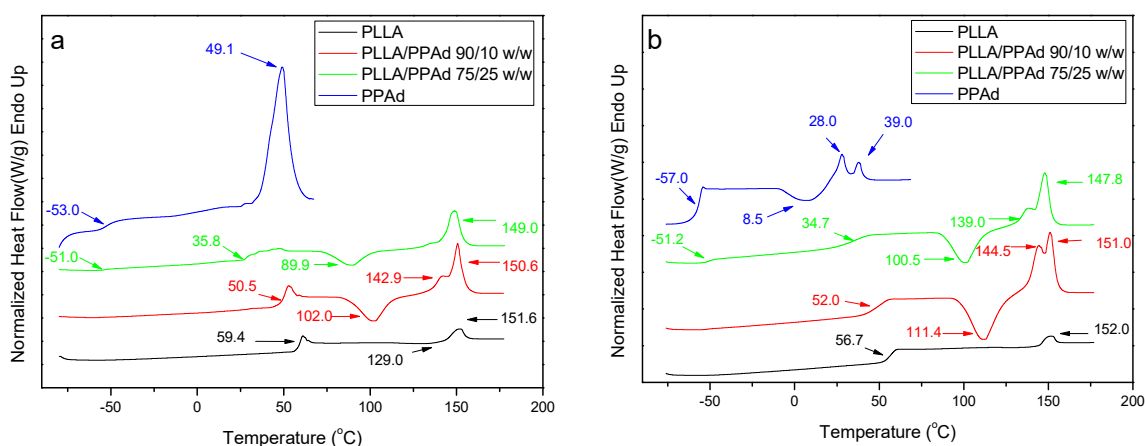 a
PLLA
PLLA/PPAd 90/10 w/w
PLLA/PPAd 75/25 w/w
PPAd
49.1
-53.0
-51.0
35.8
89.9
149.0
50.5
102.0
142.9
150.6
59.4
129.0
151.6
-50
0
50
100
150
200
Temperature (°C)
Normalized Heat Flow(W/g) Endo Up
b
PLLA
PLLA/PPAd 90/10 w/w
PLLA/PPAd 75/25 w/w
PPAd
28.0
39.0
-57.0
8.5
147.8
34.7
139.0
-51.2
100.5
144.5
151.0
52.0
111.4
56.7
152.0
-50
0
50
100
150
200
Temperature (°C)
Normalized Heat Flow(W/g) Endo Up